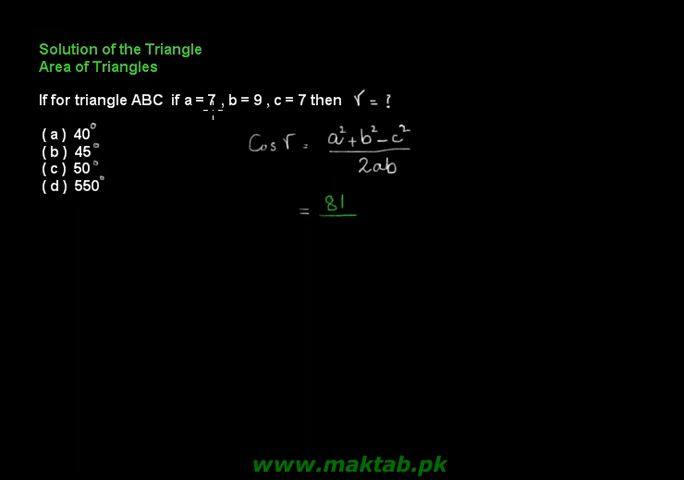 Solution of the Triangle
Area of Triangles
If for triangle ABC if a = 7 , b = 9 , c = 7 then γ = ?
( a ) 40°
( b ) 45°
( c ) 50°
( d ) 550°
Cos γ = a² + b² - c² / 2ab
= 81
www.maktab.pk